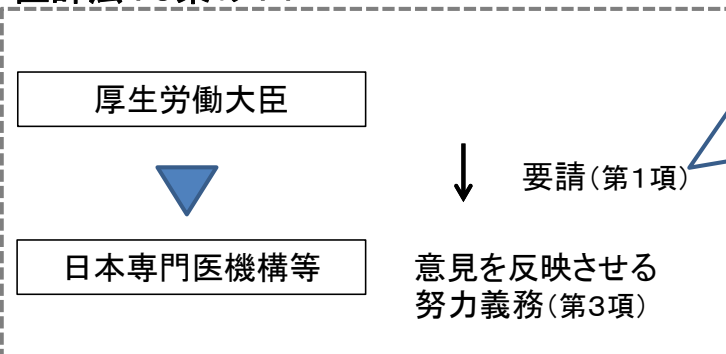 厚生労働大臣
要請(第1項)
日本専門医機構等
意見を反映させる
努力義務(第3項)